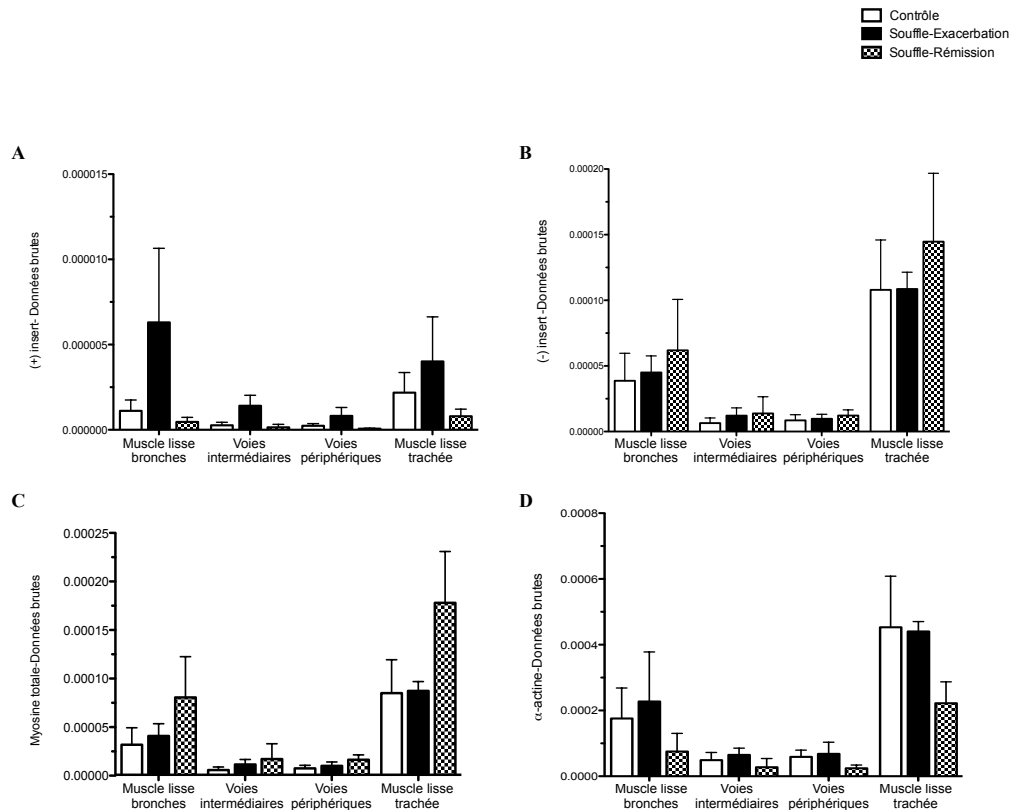 Contrôle
Souffle-Exacerbation
Souffle-Rémission
A
(+) insert- Données brutes
0.000015
0.000010
0.000005
0.000000
Muscle lisse bronches
Voies intermédiaires
Voies périphériques
Muscle lisse trachée
B
(-) insert -Données brutes
0.00020
0.00015
0.00010
0.00005
0.00000
Muscle lisse bronches
Voies intermédiaires
Voies périphériques
Muscle lisse trachée
C
Myosine totale-Données brutes
0.00025
0.00020
0.00015
0.00010
0.00005
0.00000
Muscle lisse bronches
Voies intermédiaires
Voies périphériques
Muscle lisse trachée
D
α-actine-Données brutes
0.0008
0.0006
0.0004
0.0002
0.0000
Muscle lisse bronches
Voies intermédiaires
Voies périphériques
Muscle lisse trachée